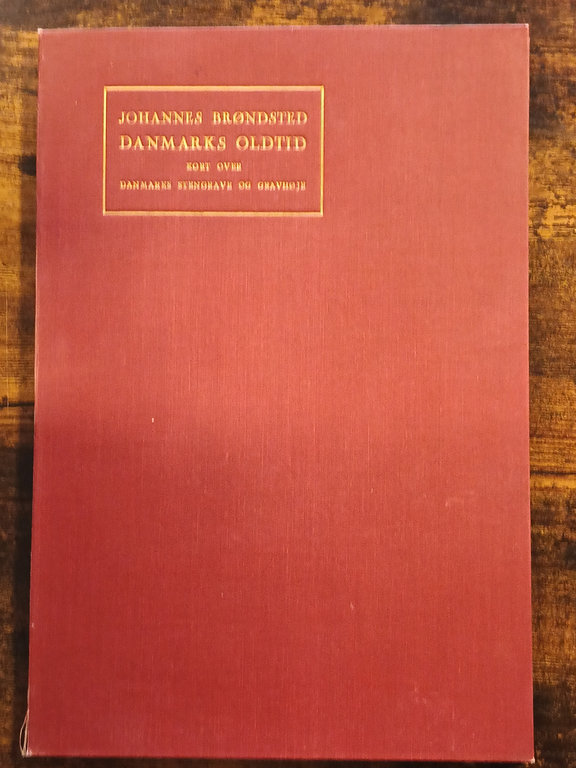 JOHANNES BRØNDSTED
DANMARKS OLDTID
KORT OVER
DANMARKS STENGRAVE OG GRAVHØJE